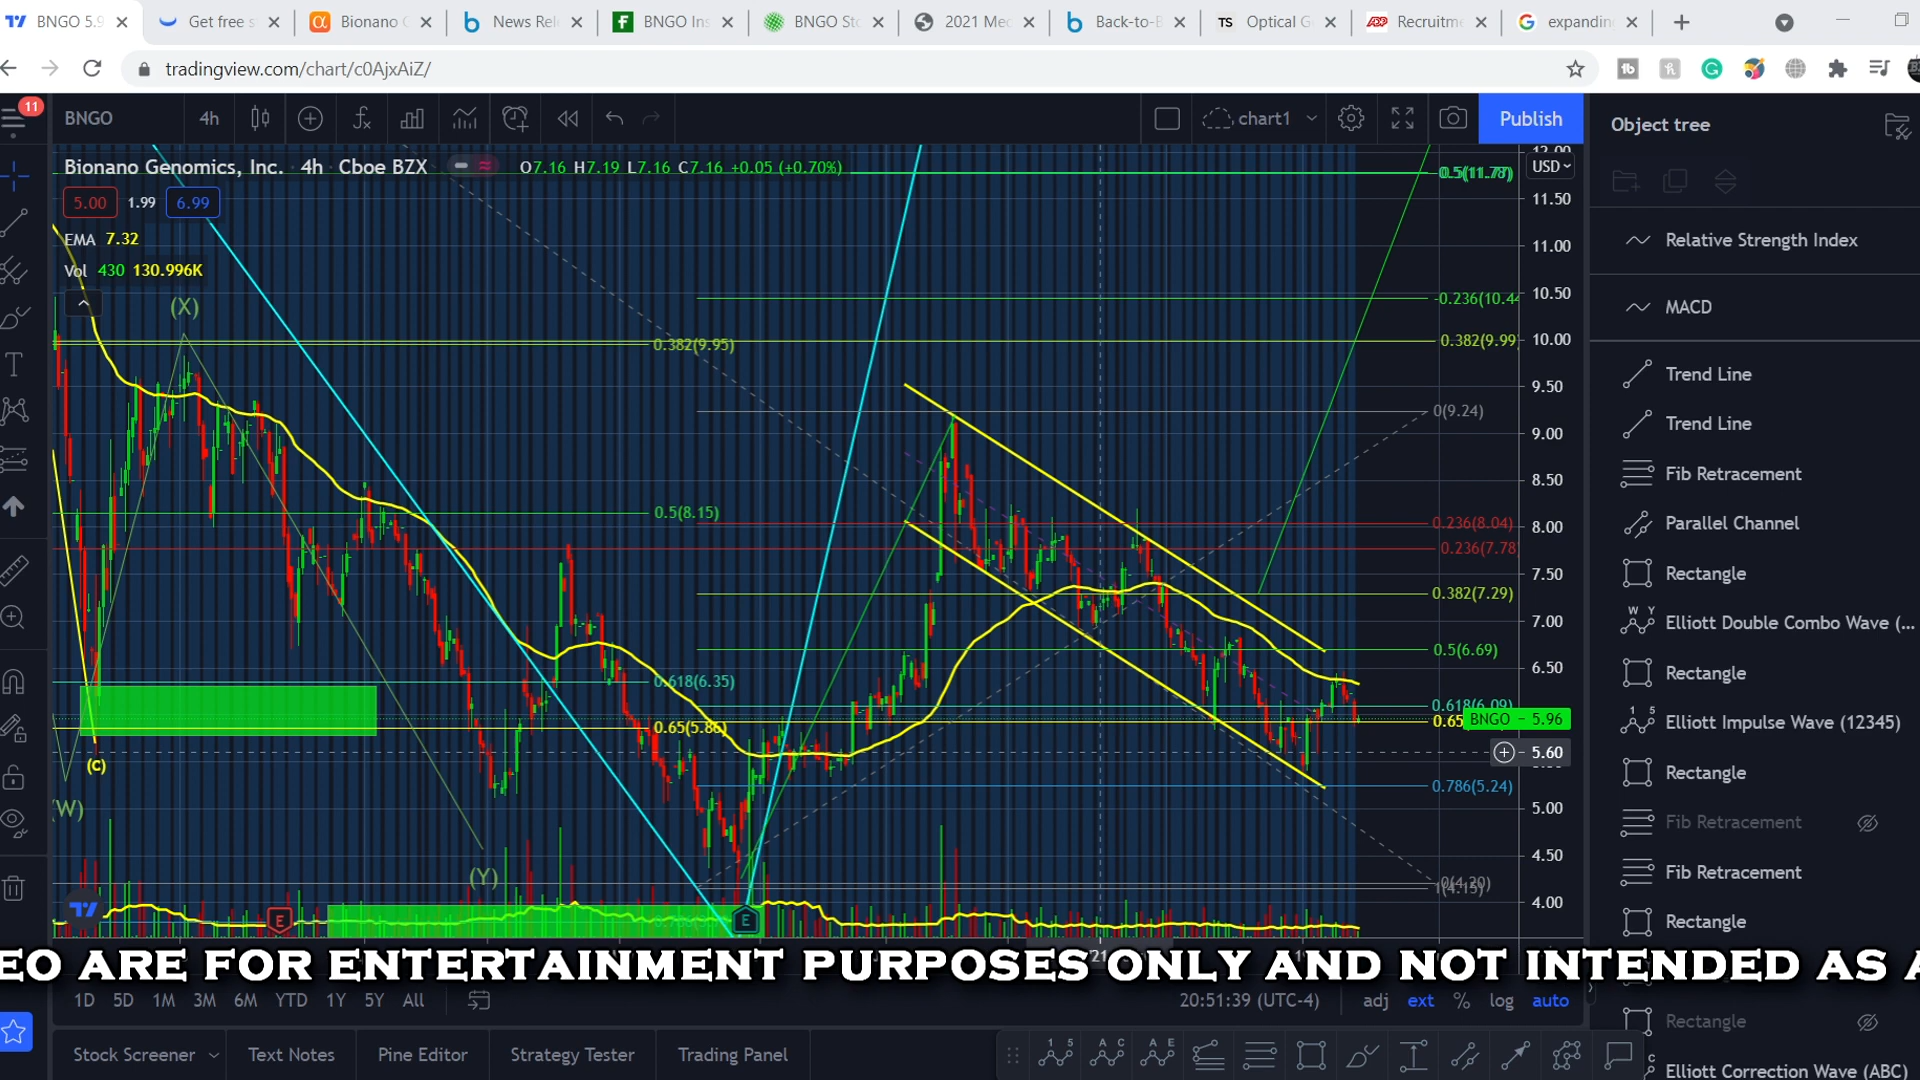 BNGO 5.9
Get free s
Bionano G
News Rele
BNGO Ins
BNGO Sto
2021 Med
Back-to-B
TS Optical G
ADP Recruitme
expanding
tradingview.com/chart/c0AjxAiZ/
11
BNGO
4h
chart1
Publish
Object tree
Bionano Genomics, Inc. 4h Cboe BZX
O7.16 H7.19 L7.16 C7.16 +0.05 (+0.70%)
5.00 1.99 6.99
EMA 7.32
Vol 430 130.996K
(X)
(C)
W)
(Y)
E
E
0.382(9.95)
0.5(8.15)
0.618(6.35)
0.65(5.86)
0.5(11.78)
-0.236(10.44
0.382(9.99)
0(9.24)
0.236(8.04)
0.236(7.78)
0.382(7.29)
0.5(6.69)
0.618(6.09)
0.65
0.786(5.24)
0(4.20)
1(4.15)
USD
12.00
11.50
11.00
10.50
10.00
9.50
9.00
8.50
8.00
7.50
7.00
6.50
BNGO - 5.96
5.60
5.00
4.50
4.00
Relative Strength Index
MACD
Trend Line
Trend Line
Fib Retracement
Parallel Channel
Rectangle
Elliott Double Combo Wave (...
Rectangle
Elliott Impulse Wave (12345)
Rectangle
Fib Retracement
Fib Retracement
Rectangle
Rectangle
Elliott Correction Wave (ABC)
EO ARE FOR ENTERTAINMENT PURPOSES ONLY AND NOT INTENDED AS A
1D 5D 1M 3M 6M YTD 1Y 5Y All
20:51:39 (UTC-4)
adj ext % log auto
Stock Screener
Text Notes
Pine Editor
Strategy Tester
Trading Panel